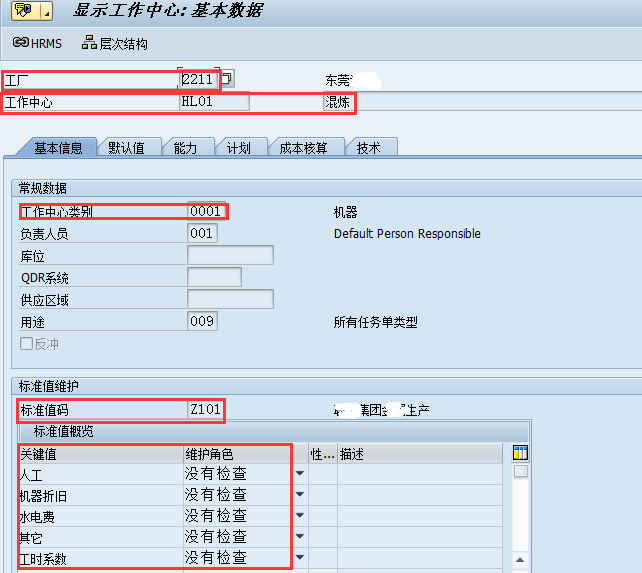 显示工作中心:基本数据
HRMS 层次结构
工厂 2211 东莞
工作中心 HL01 混炼
基本信息 默认值 能力 计划 成本核算 技术
常规数据
工作中心类别 0001 机器
负责人员 001 Default Person Responsible
库位
QDR系统
供应区域
用途 009 所有任务单类型
反冲
标准值维护
标准值码 Z101 集团 生产
标准值概览
关键值 维护角色 性... 描述
人工 没有检查
机器折旧 没有检查
水电费 没有检查
其它 没有检查
工时系数 没有检查